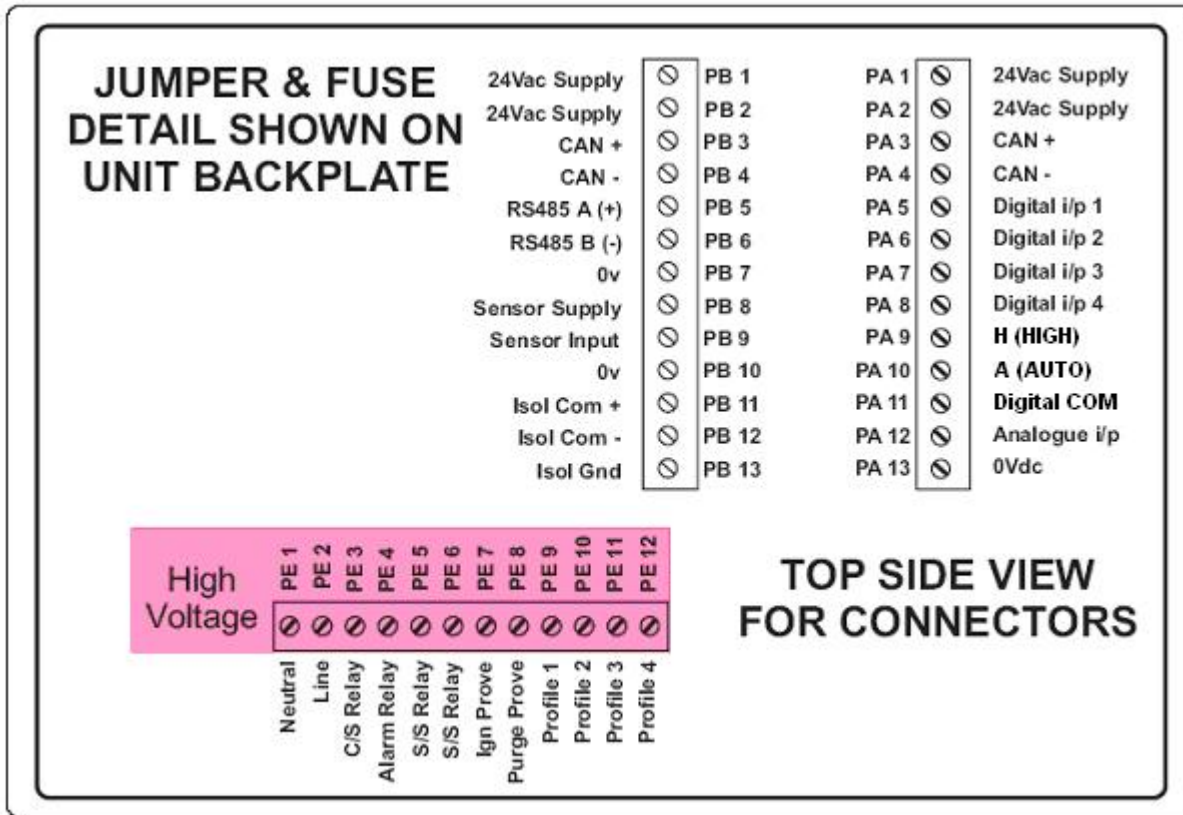 JUMPER & FUSE
DETAIL SHOWN ON
UNIT BACKPLATE
24Vac Supply PB 1 PA 1 24Vac Supply
24Vac Supply PB 2 PA 2 24Vac Supply
CAN + PB 3 PA 3 CAN +
CAN - PB 4 PA 4 CAN -
RS485 A (+) PB 5 PA 5 Digital i/p 1
RS485 B (-) PB 6 PA 6 Digital i/p 2
0v PB 7 PA 7 Digital i/p 3
Sensor Supply PB 8 PA 8 Digital i/p 4
Sensor Input PB 9 PA 9 H (HIGH)
0v PB 10 PA 10 A (AUTO)
Isol Com + PB 11 PA 11 Digital COM
Isol Com - PB 12 PA 12 Analogue i/p
Isol Gnd PB 13 PA 13 0Vdc
High
Voltage
PE 1
PE 2
PE 3
PE 4
PE 5
PE 6
PE 7
PE 8
PE 9
PE 10
PE 11
PE 12
Neutral
Line
C/S Relay
Alarm Relay
S/S Relay
S/S Relay
Ign Prove
Purge Prove
Profile 1
Profile 2
Profile 3
Profile 4
TOP SIDE VIEW
FOR CONNECTORS